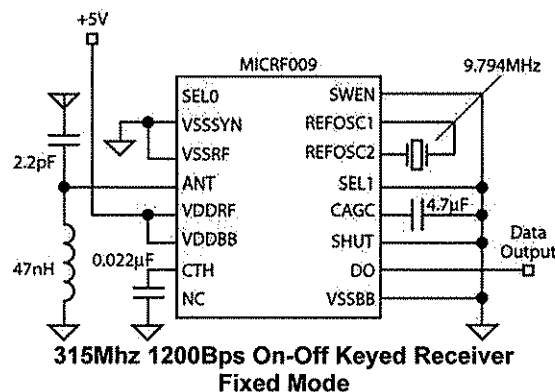 +5V
MICRF009
9.794MHz
SEL0
SWEN
VSSSYN
REFOSC1
VSSRF
REFOSC2
2.2pF
ANT
SEL1
VDDRF
CAGC
4.7µF
VDDBB
SHUT
Data
Output
47nH
0.022µF
CTH
DO
NC
VSSBB
315Mhz 1200Bps On-Off Keyed Receiver
Fixed Mode